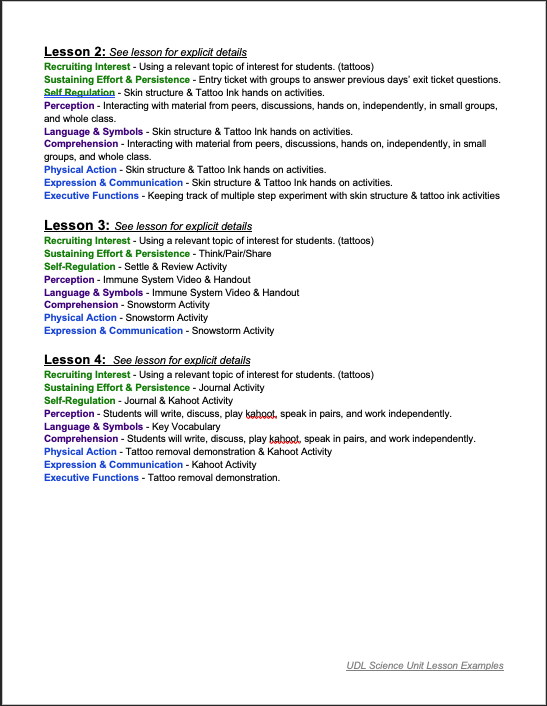 Lesson 2: See lesson for explicit details
Recruiting Interest - Using a relevant topic of interest for students. (tattoos)
Sustaining Effort & Persistence - Entry ticket with groups to answer previous days' exit ticket questions.
Self Regulation - Skin structure & Tattoo Ink hands on activities.
Perception - Interacting with material from peers, discussions, hands on, independently, in small groups,
and whole class.
Language & Symbols - Skin structure & Tattoo Ink hands on activities.
Comprehension - Interacting with material from peers, discussions, hands on, independently, in small
groups, and whole class.
Physical Action - Skin structure & Tattoo Ink hands on activities.
Expression & Communication - Skin structure & Tattoo Ink hands on activities.
Executive Functions - Keeping track of multiple step experiment with skin structure & tattoo ink activities
Lesson 3: See lesson for explicit details
Recruiting Interest - Using a relevant topic of interest for students. (tattoos)
Sustaining Effort & Persistence - Think/Pair/Share
Self-Regulation - Settle & Review Activity
Perception - Immune System Video & Handout
Language & Symbols - Immune System Video & Handout
Comprehension - Snowstorm Activity
Physical Action - Snowstorm Activity
Expression & Communication - Snowstorm Activity
Lesson 4: See lesson for explicit details
Recruiting Interest - Using a relevant topic of interest for students. (tattoos)
Sustaining Effort & Persistence - Journal Activity
Self-Regulation - Journal & Kahoot Activity
Perception - Students will write, discuss, play kahoot, speak in pairs, and work independently.
Language & Symbols - Key Vocabulary
Comprehension - Students will write, discuss, play kahoot, speak in pairs, and work independently.
Physical Action - Tattoo removal demonstration & Kahoot Activity
Expression & Communication - Kahoot Activity
Executive Functions - Tattoo removal demonstration.
UDL Science Unit Lesson Examples